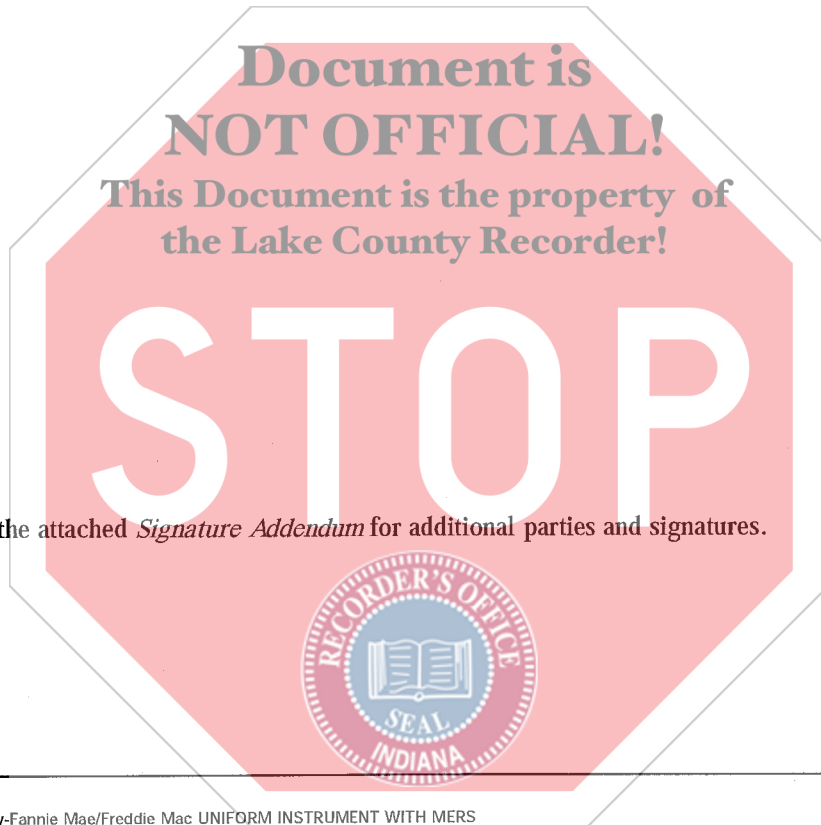 Document is
NOT OFFICIAL!
This Document is the property of
the Lake County Recorder!
STOP
the attached Signature Addendum for additional parties and signatures.
RECORDER'S OFFICE
SEAL
INDIANA
-Fannie Mae/Freddie Mac UNIFORM INSTRUMENT WITH MERS